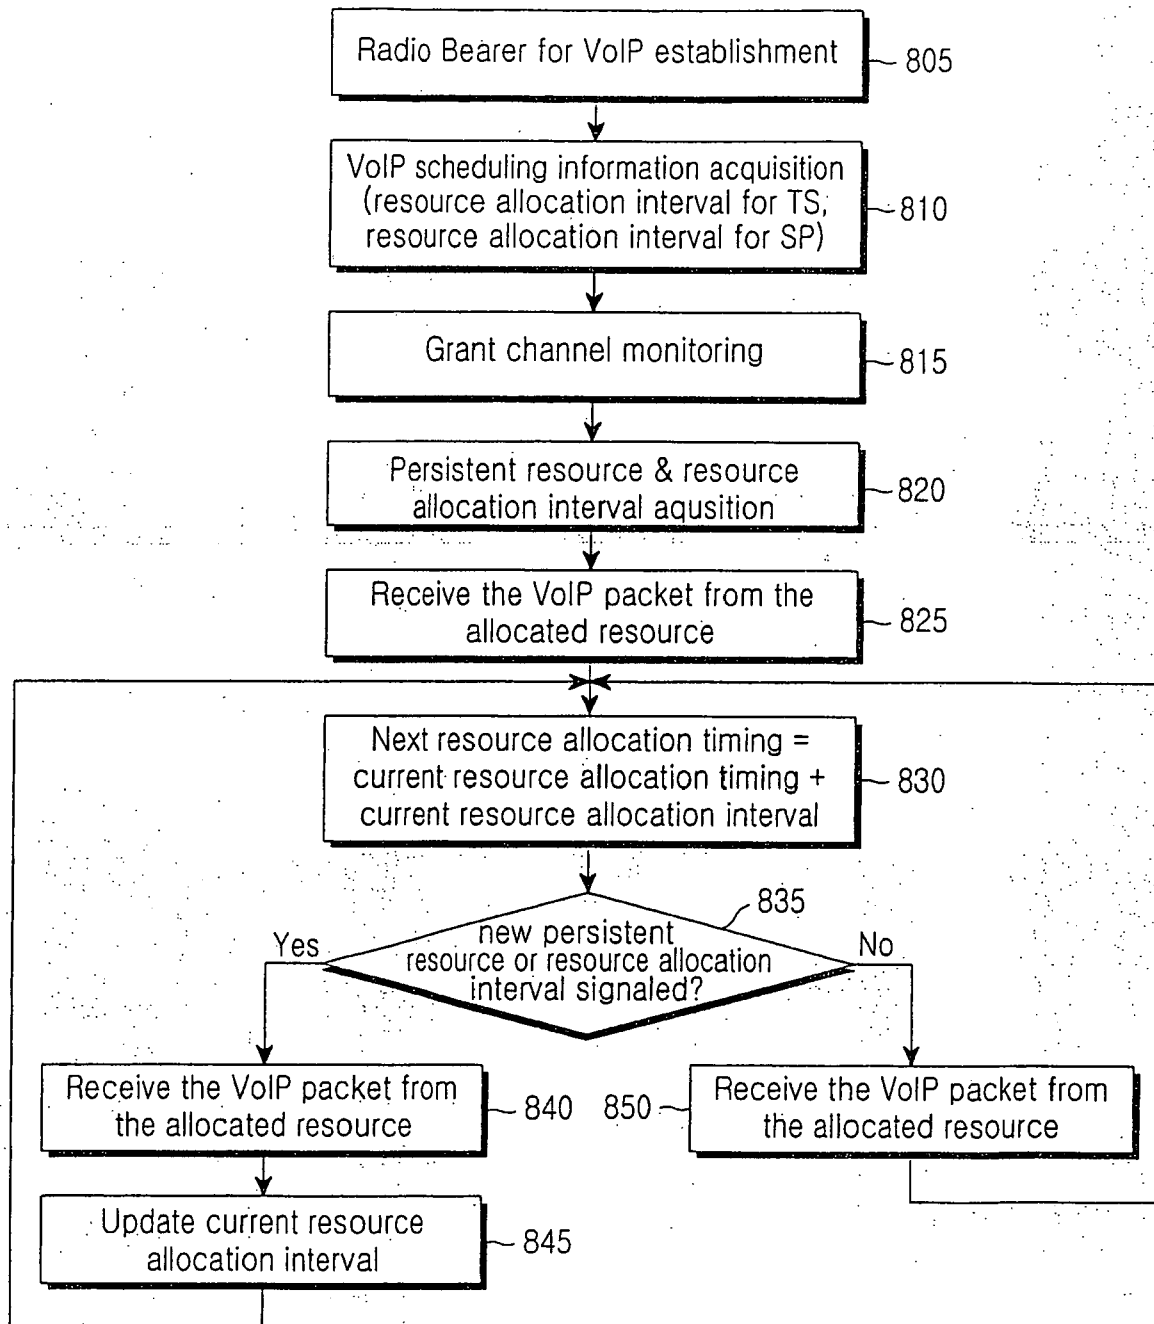 Radio Bearer for VoIP establishment
805
VoIP scheduling information acquisition
(resource allocation interval for TS,
resource allocation interval for SP)
810
Grant channel monitoring
815
Persistent resource & resource
allocation interval aqusition
820
Receive the VoIP packet from the
allocated resource
825
Next resource allocation timing =
current resource allocation timing +
current resource allocation interval
830
835
new persistent
resource or resource allocation
interval signaled?
Yes
No
Receive the VoIP packet from
the allocated resource
840
850
Receive the VoIP packet from
the allocated resource
Update current resource
allocation interval
845